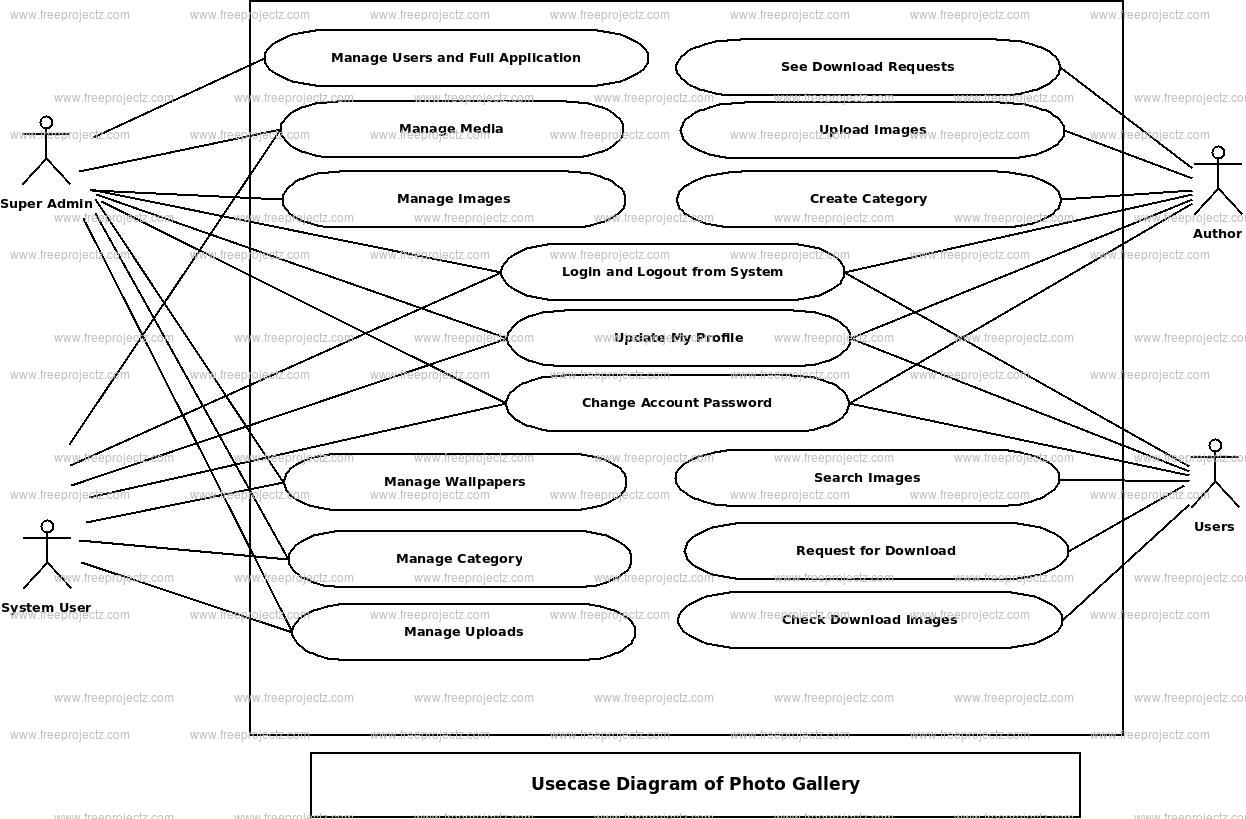 Manage Users and Full Application
See Download Requests
Manage Media
Upload Images
Super Admin
Manage Images
Create Category
Author
Login and Logout from System
Update My Profile
Change Account Password
Manage Wallpapers
Search Images
Users
Manage Category
Request for Download
System User
Manage Uploads
Check Download Images
Usecase Diagram of Photo Gallery
www.freeprojectz.com